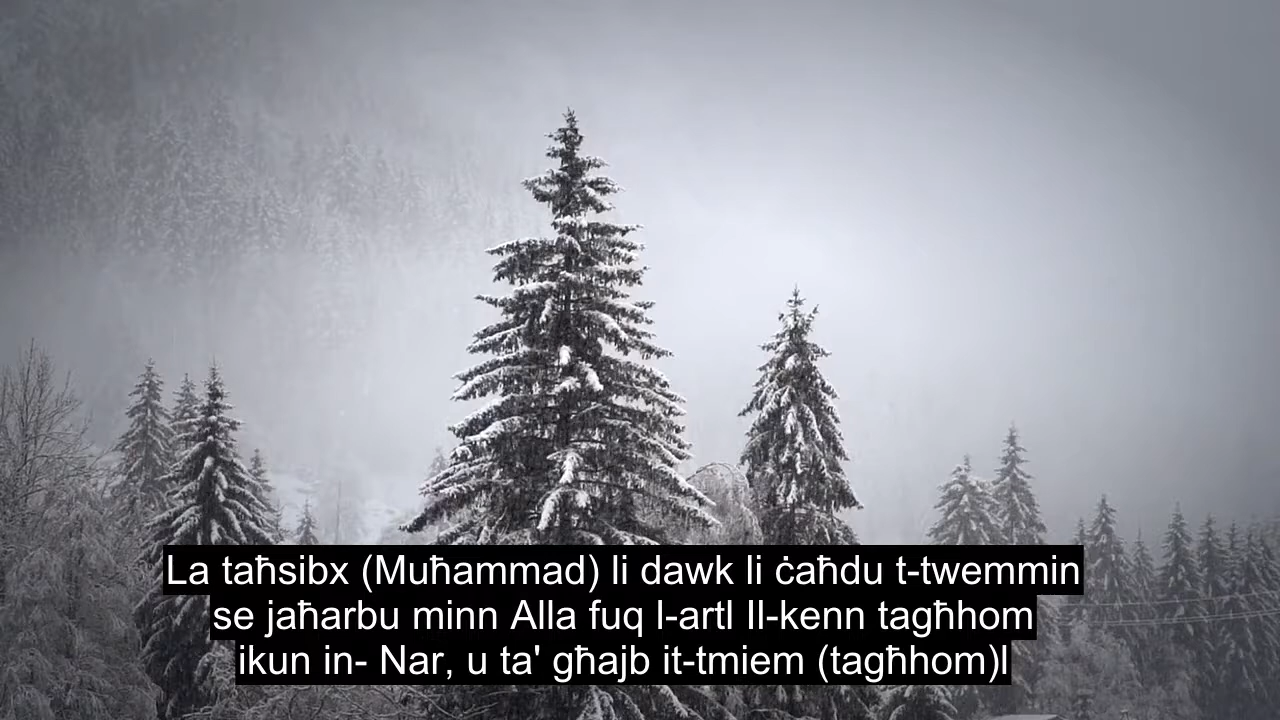 La taħsibx (Muħammad) li dawk li ċaħdu t-twemmin
se jaħarbu minn Alla fuq l-artl Il-kenn tagħhom
ikun in- Nar, u ta' għajb it-tmiem (tagħhom)l